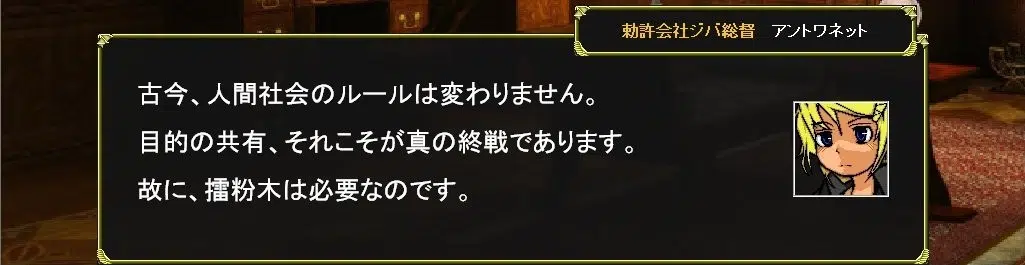 勅許会社ジバ総督 アントワネット
古今、人間社会のルールは変わりません。
目的の共有、それこそが真の終戦であります。
故に、擂粉木は必要なのです。